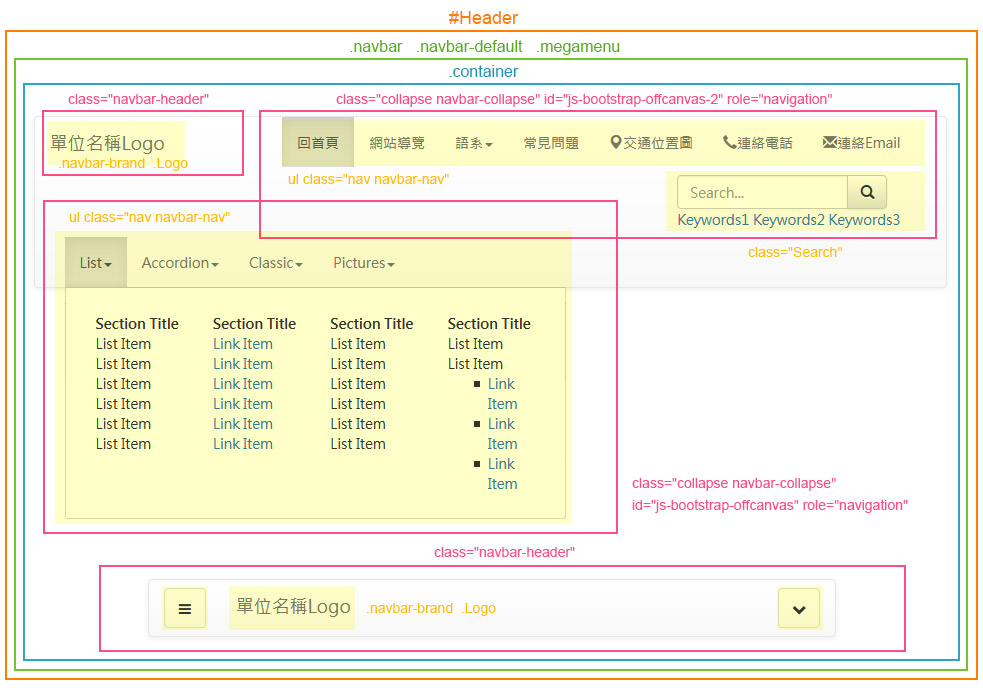 #Header
.navbar .navbar-default .megamenu
.container
class="navbar-header"
class="collapse navbar-collapse" id="js-bootstrap-offcanvas-2" role="navigation"
單位名稱Logo
.navbar-brand .Logo
回首頁 網站導覽 語系 常見問題 交通位置圖 連絡電話 連絡Email
ul class="nav navbar-nav"
Search...
Keywords1 Keywords2 Keywords3
class="Search"
ul class="nav navbar-nav"
List Accordion Classic Pictures
Section Title Section Title Section Title Section Title
List Item Link Item List Item List Item
List Item Link Item List Item List Item
List Item Link Item List Item Link
List Item Link Item List Item Item
List Item Link Item List Item Link
List Item Link Item List Item Item
Link
Item
class="collapse navbar-collapse"
id="js-bootstrap-offcanvas" role="navigation"
class="navbar-header"
單位名稱Logo .navbar-brand .Logo